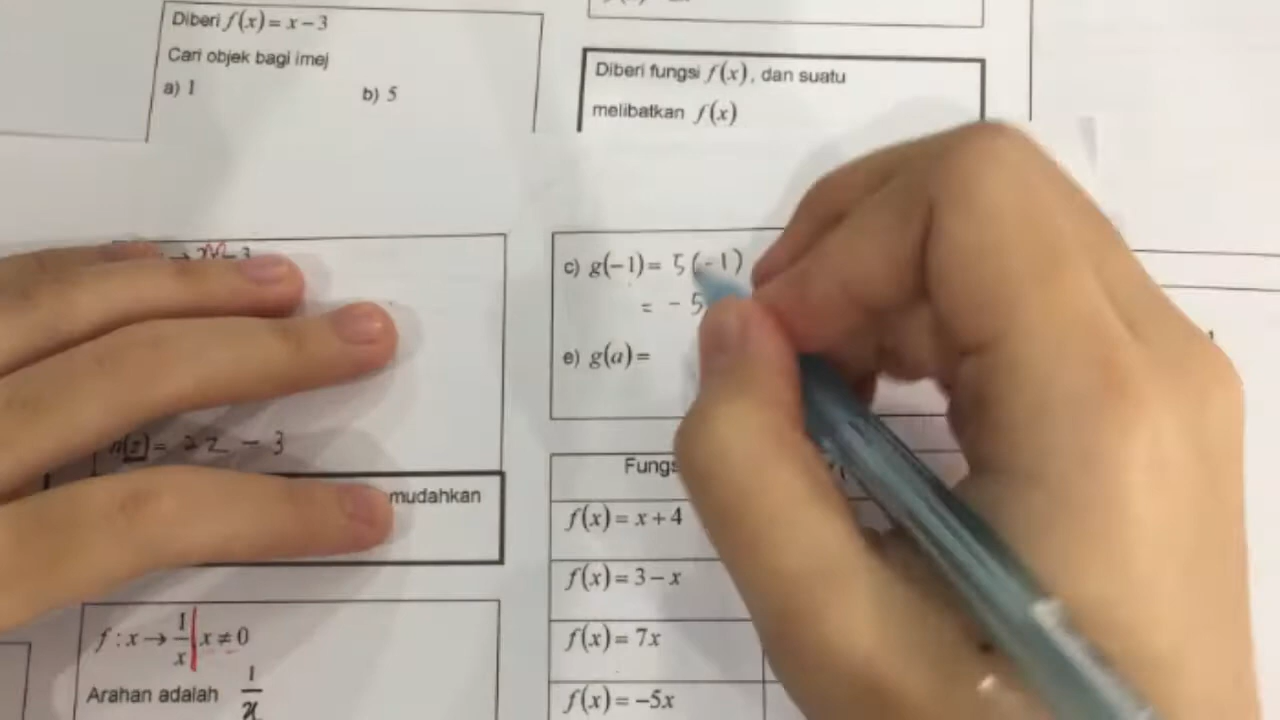 Diberi f(x) = x − 3
Cari objek bagi imej
a) 1
b) 5
Diberi fungsi f(x), dan suatu
melibatkan f(x)
c) g(−1) = 5(−1)
= −5
e) g(a) =
= 2z − 3
mudahkan
f : x → 1/x x ≠ 0
Arahan adalah 1/x
f(x) = x + 4
f(x) = 3 − x
f(x) = 7x
f(x) = −5x